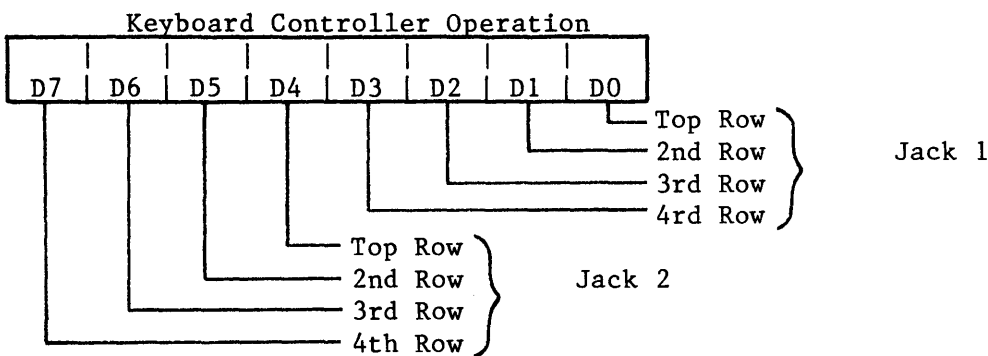 Keyboard Controller Operation
D7 D6 D5 D4 D3 D2 D1 D0
Top Row
2nd Row
3rd Row
4rd Row
Jack 1
Top Row
2nd Row
3rd Row
4th Row
Jack 2